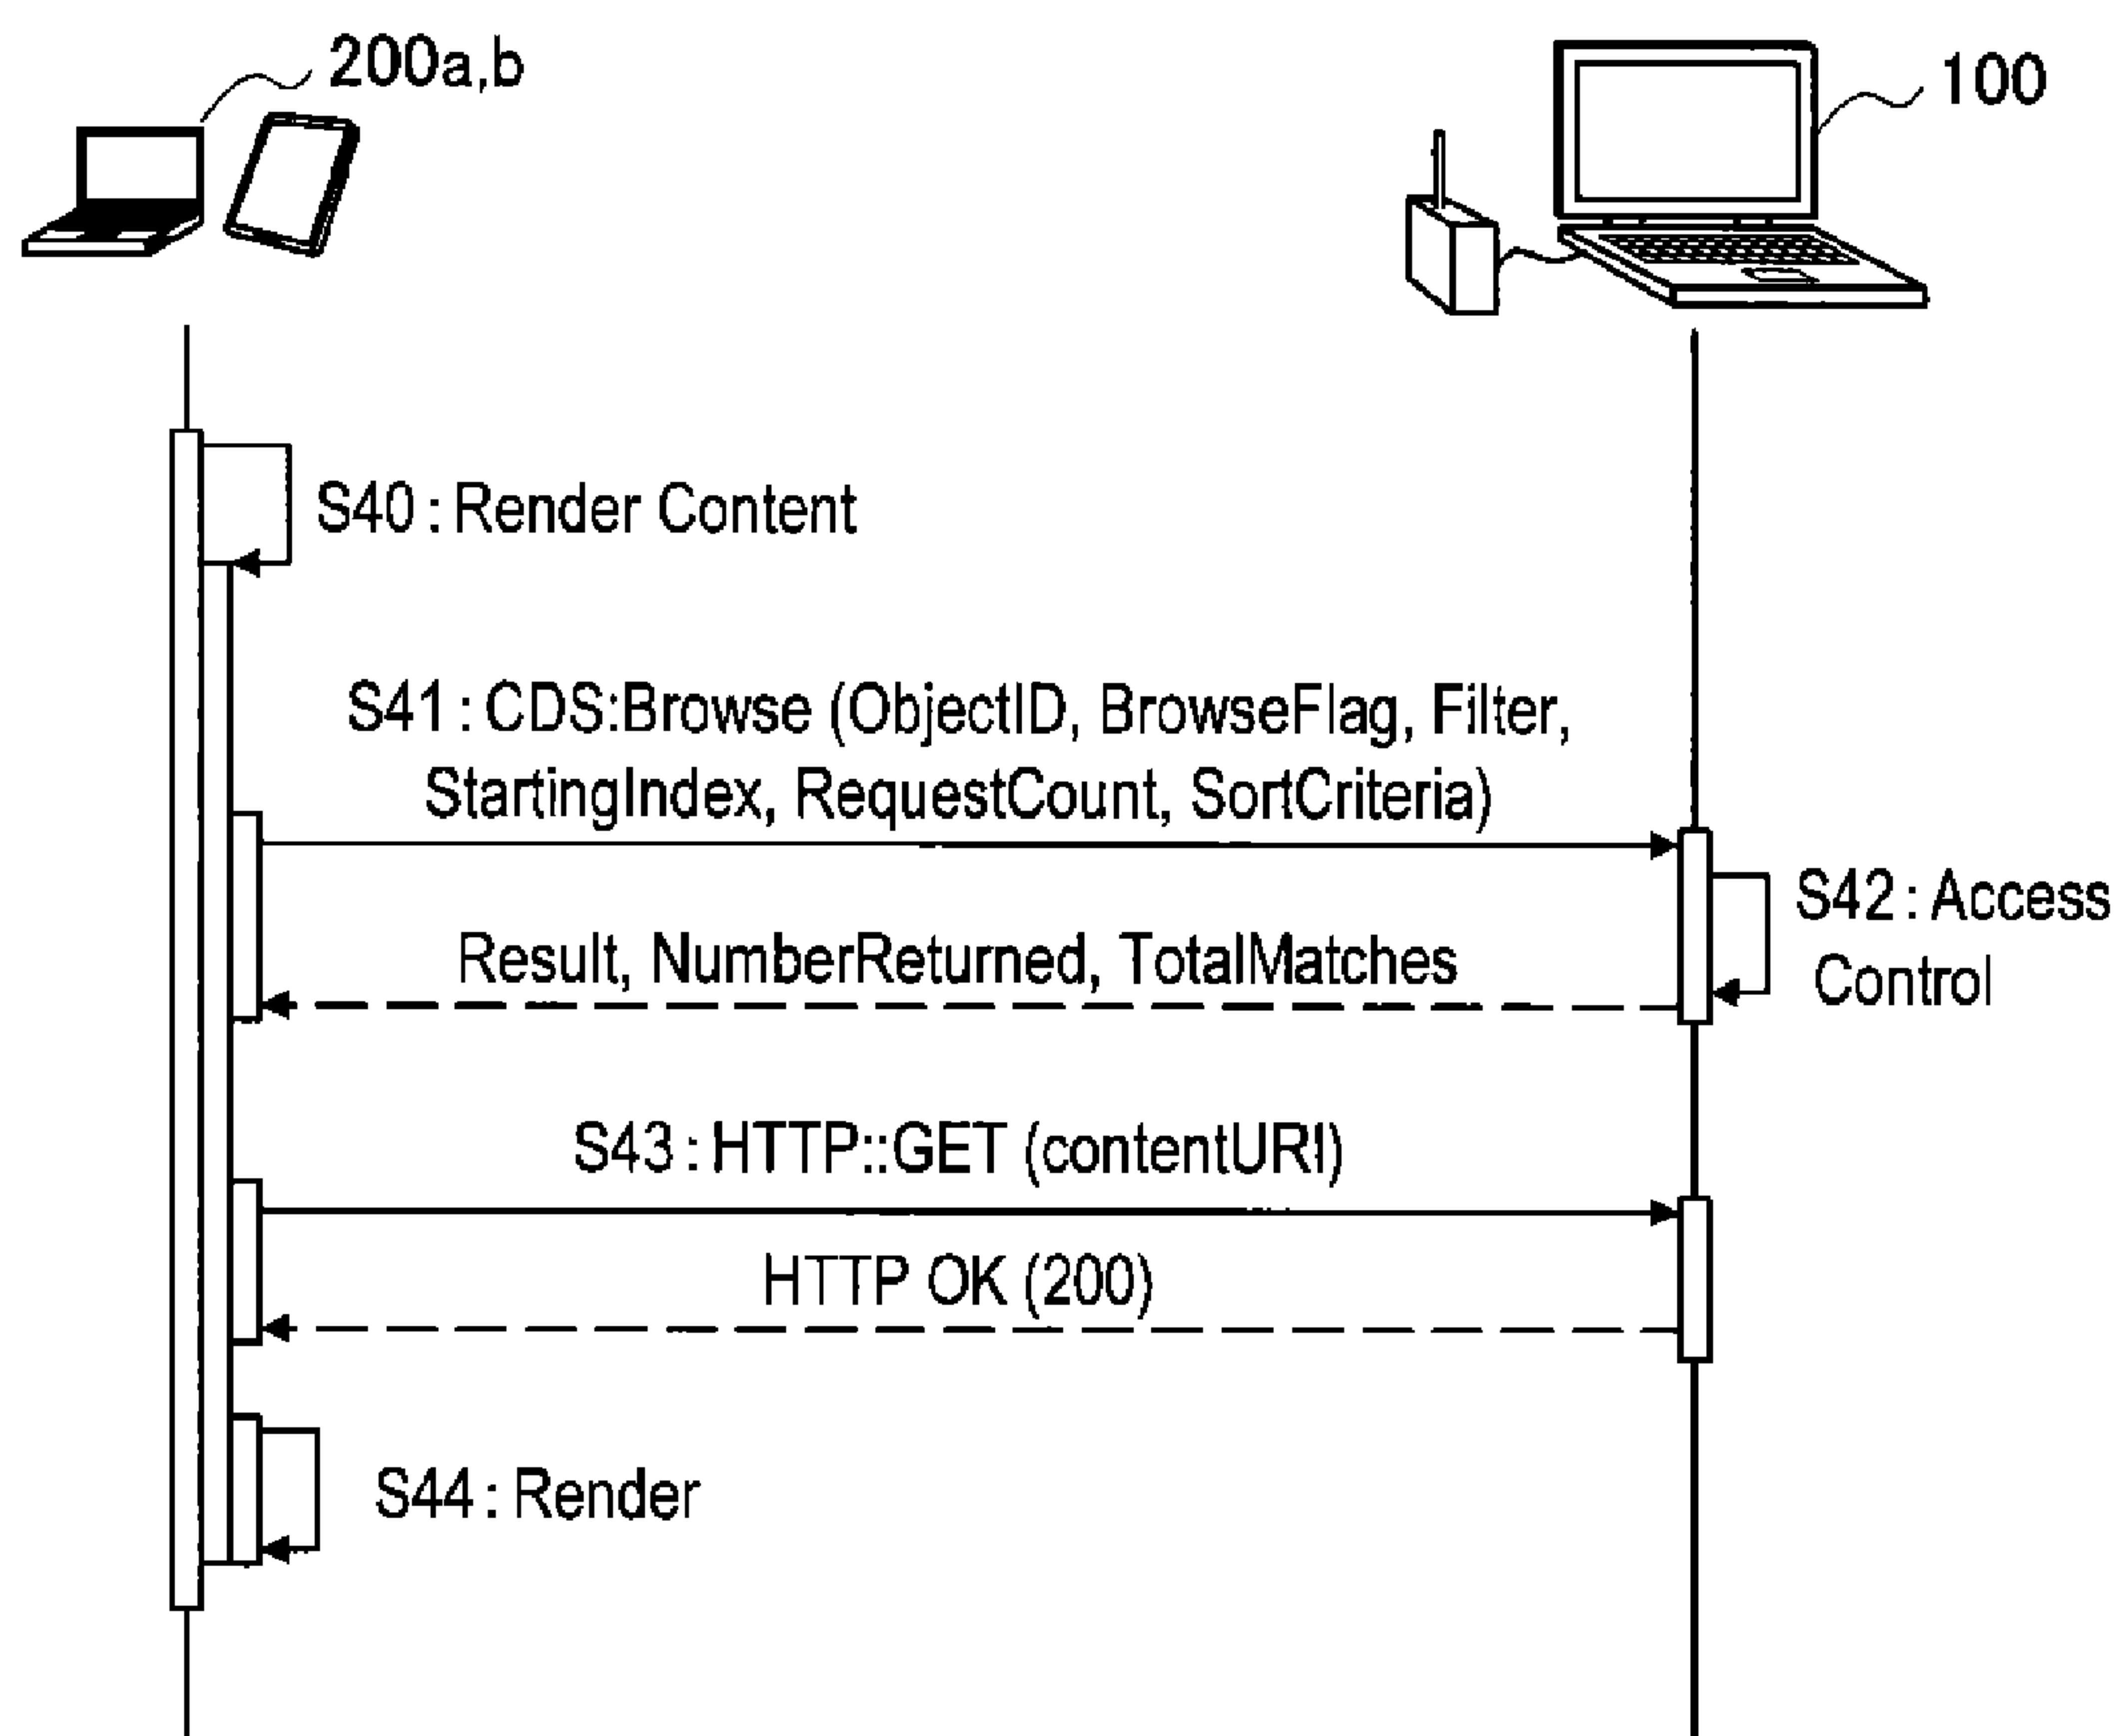 200a,b
100
S40 : Render Content
S41 : CDS:Browse (ObjectID, BrowseFlag, Filter,
StartingIndex, RequestCount, SortCriteria)
S42 : Access
Control
Result, NumberReturned, TotalMatches
S43 : HTTP::GET (contentURI)
HTTP OK (200)
S44 : Render